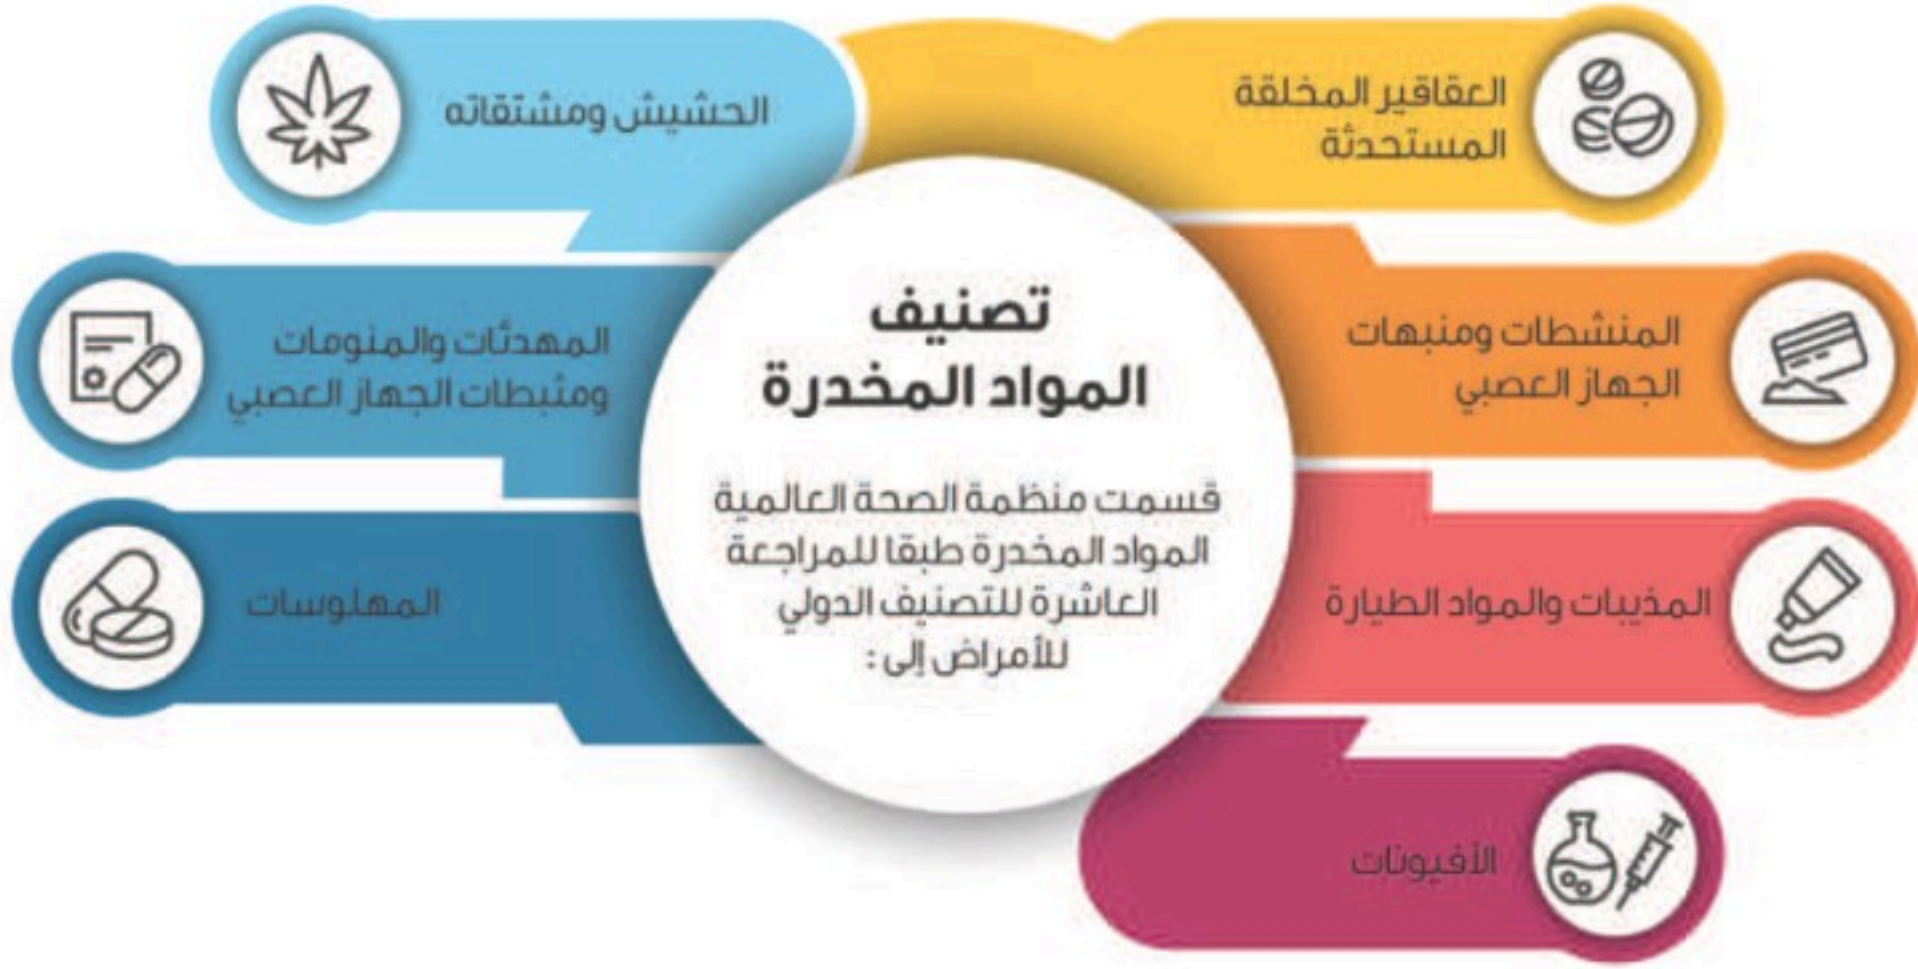 تصنيف
المواد المخدرة
قسمت منظمة الصحة العالمية
المواد المخدرة طبقا للمراجعة
العاشرة للتصنيف الدولي
للأمراض إلى :
العقاقير المخلقة
المستحدثة
المنشطات ومنبهات
الجهاز العصبي
المذيبات والمواد الطيارة
الأفيونات
الحشيش ومشتقاته
المهدئات والمنومات
ومثبطات الجهاز العصبي
المهلوسات